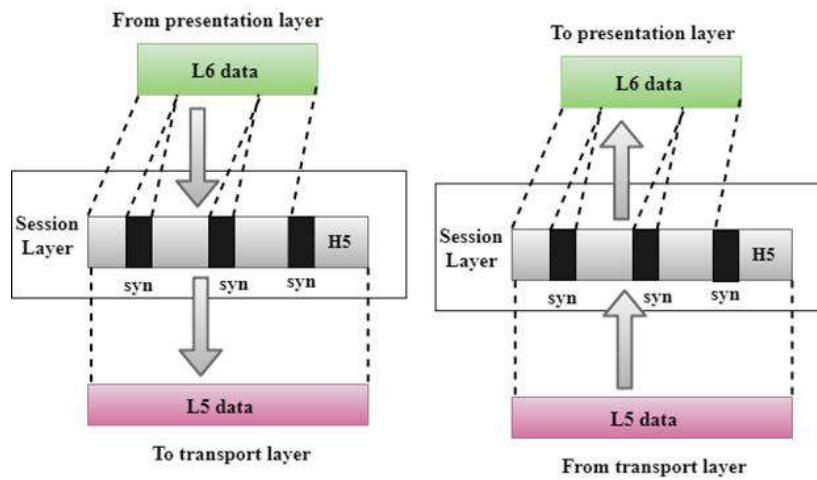 From presentation layer
L6 data
Session
Layer
H5
syn
syn
syn
L5 data
To transport layer
To presentation layer
L6 data
Session
Layer
H5
syn
syn
syn
L5 data
From transport layer